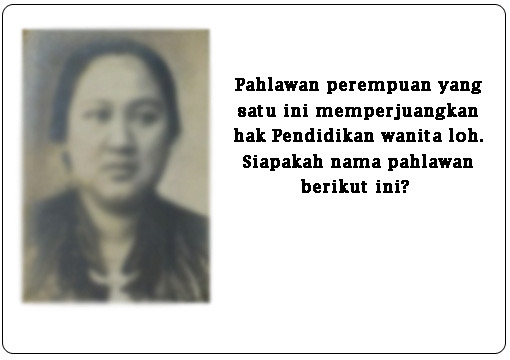 Pahlawan perempuan yang
satu ini memperjuangkan
hak Pendidikan wanita loh.
Siapakah nama pahlawan
berikut ini?